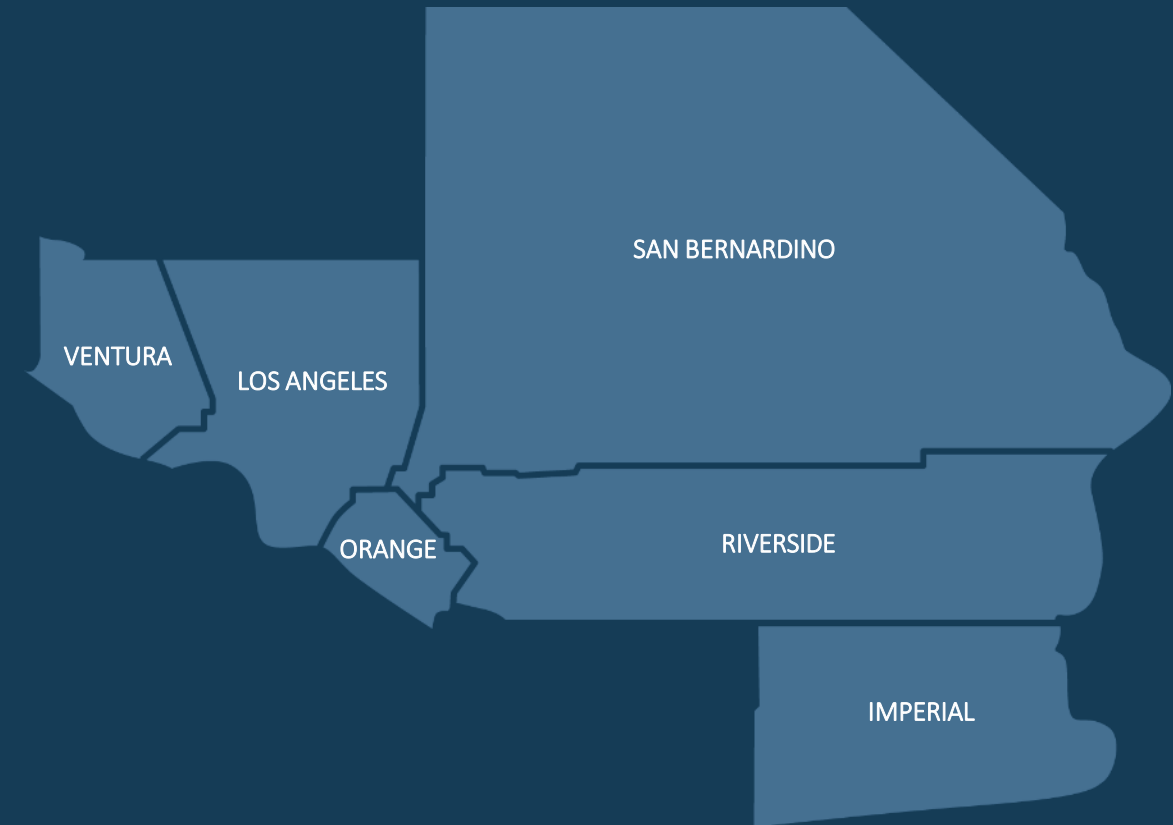 SAN BERNARDINO
VENTURA
LOS ANGELES
ORANGE
RIVERSIDE
IMPERIAL